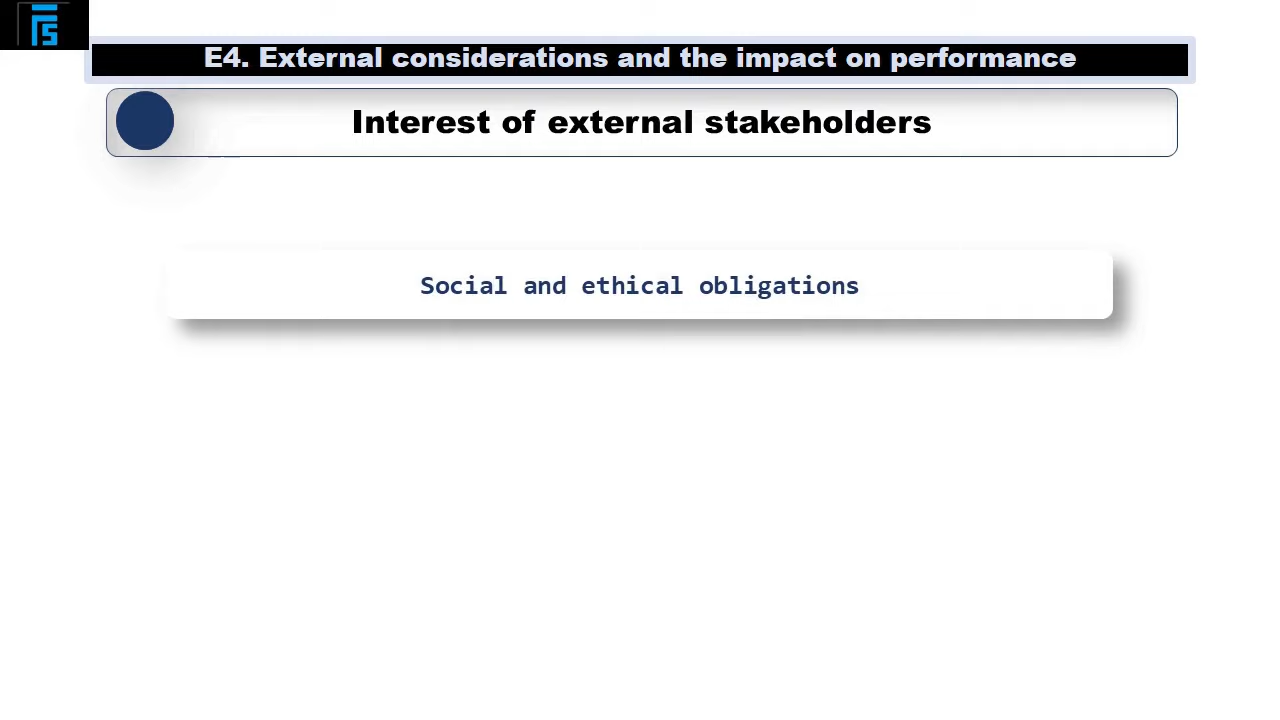 E4. External considerations and the impact on performance
Interest of external stakeholders
Social and ethical obligations